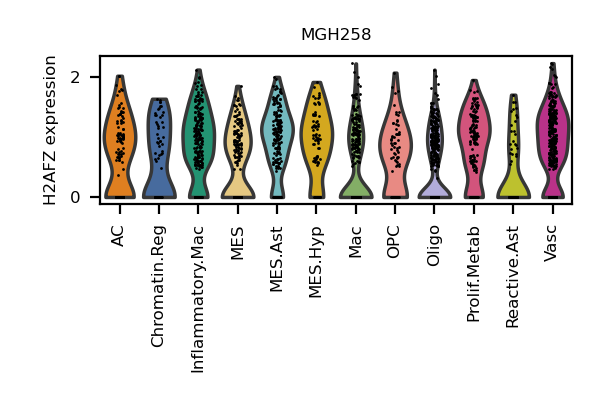 MGH258
H2AFZ expression
2
0
AC
Chromatin.Reg
Inflammatory.Mac
MES
MES.Ast
MES.Hyp
Mac
OPC
Oligo
Prolif.Metab
Reactive.Ast
Vasc